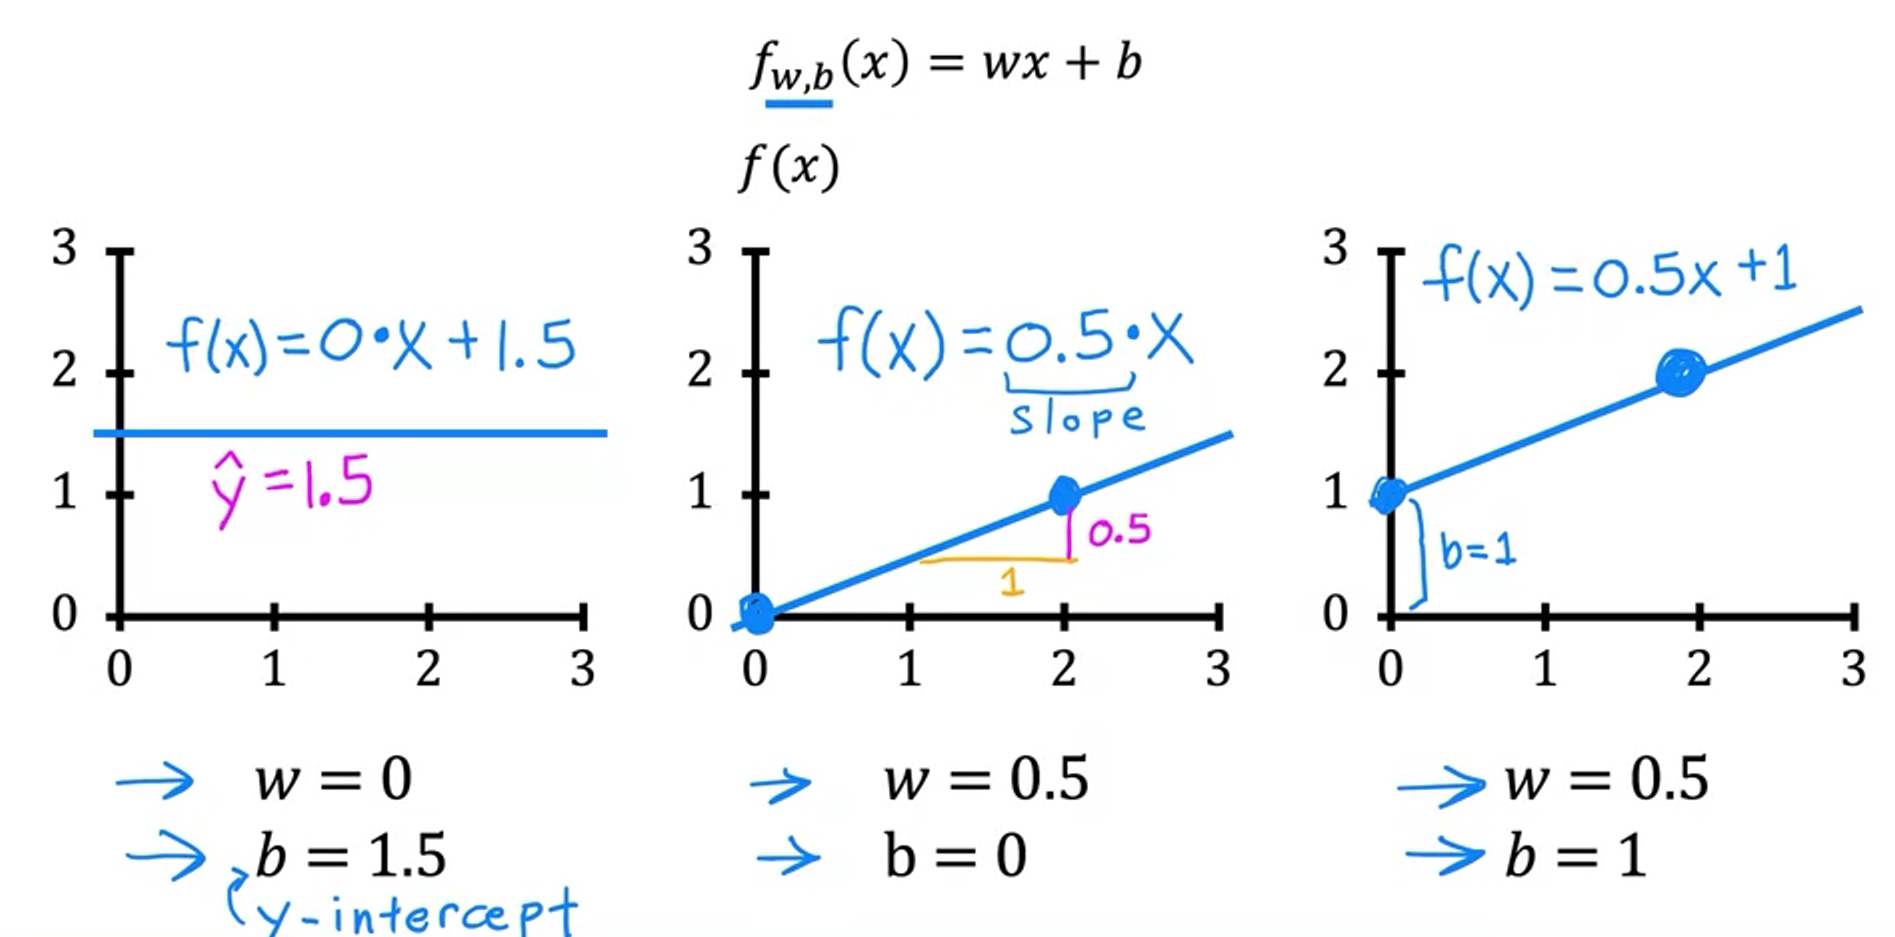 f_{w,b}(x) = wx + b
f(x)
3
2
1
0
0 1 2 3
f(x)=0•x+1.5
ŷ=1.5
→ w = 0
→ b = 1.5
y-intercept
3
2
1
0
0 1 2 3
f(x)=0.5•x
slope
0.5
1
→ w = 0.5
→ b = 0
3
2
1
0
0 1 2 3
f(x)=0.5x+1
b=1
→ w = 0.5
→ b = 1